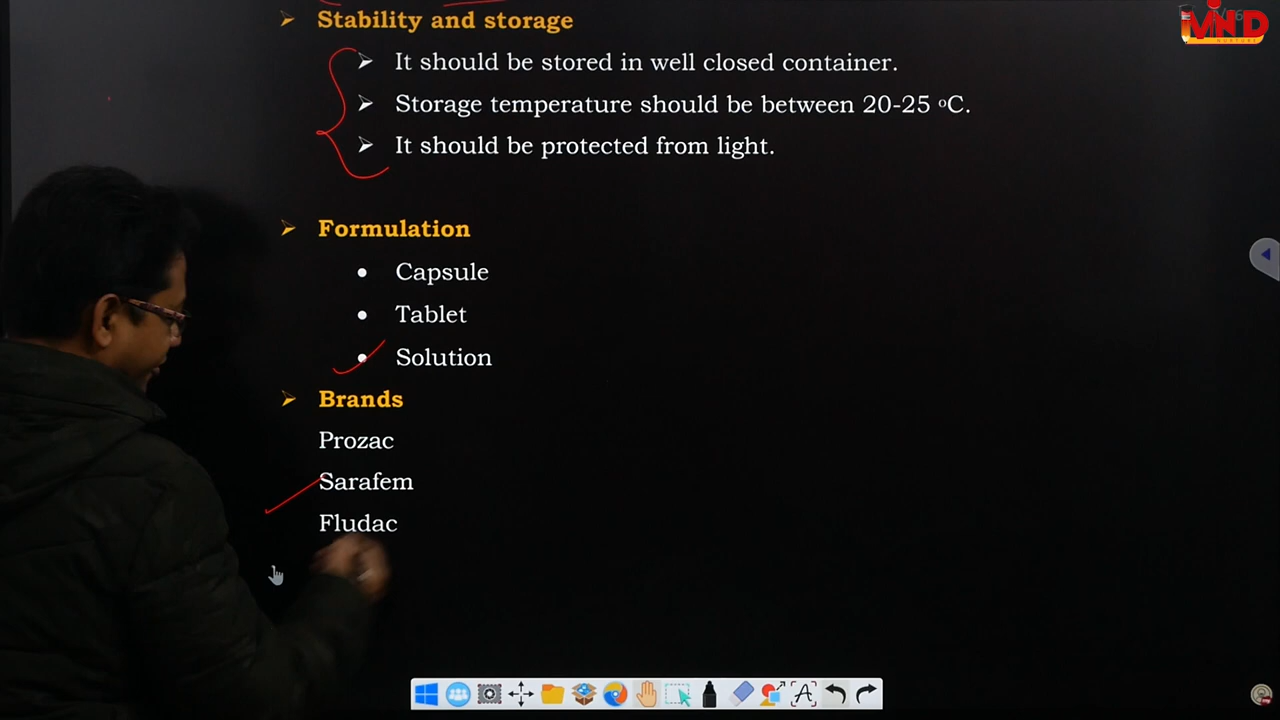 Stability and storage
It should be stored in well closed container.
Storage temperature should be between 20-25 °C.
It should be protected from light.
Formulation
Capsule
Tablet
Solution
Brands
Prozac
Sarafem
Fludac